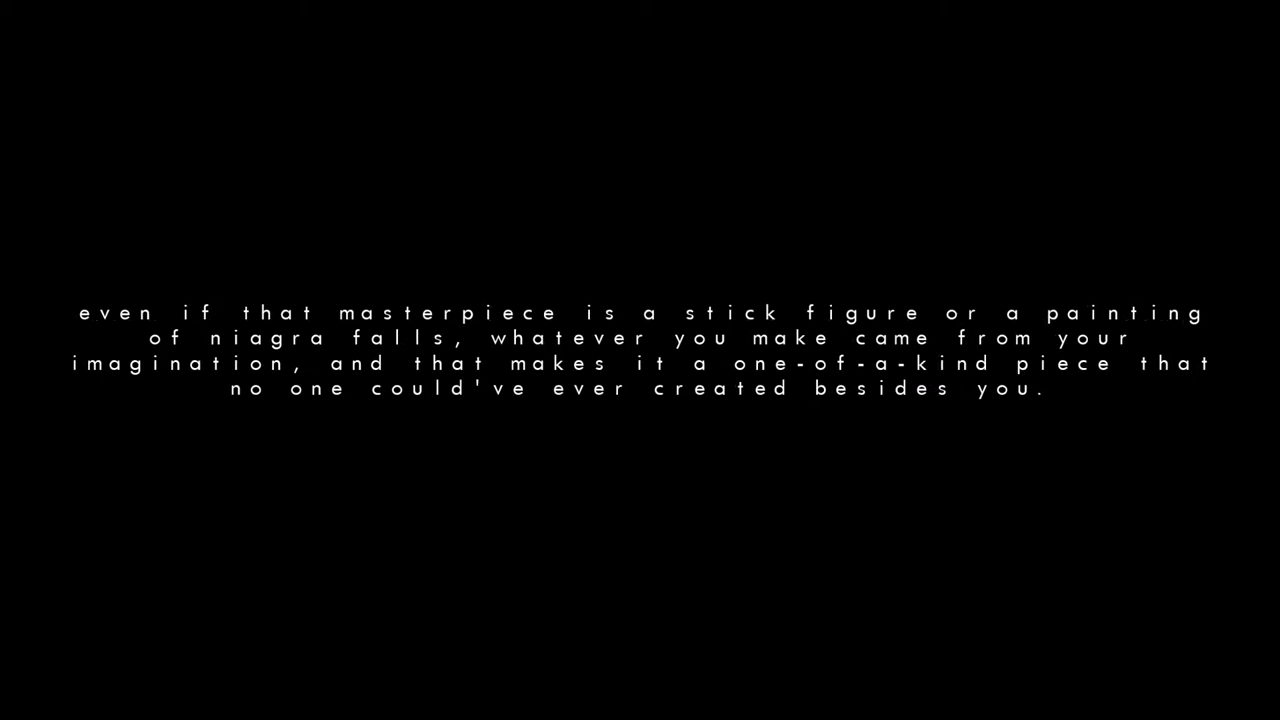 even if that masterpiece is a stick figure or a painting
of niagra falls, whatever you make came from your
imagination, and that makes it a one-of-a-kind piece that
no one could've ever created besides you.